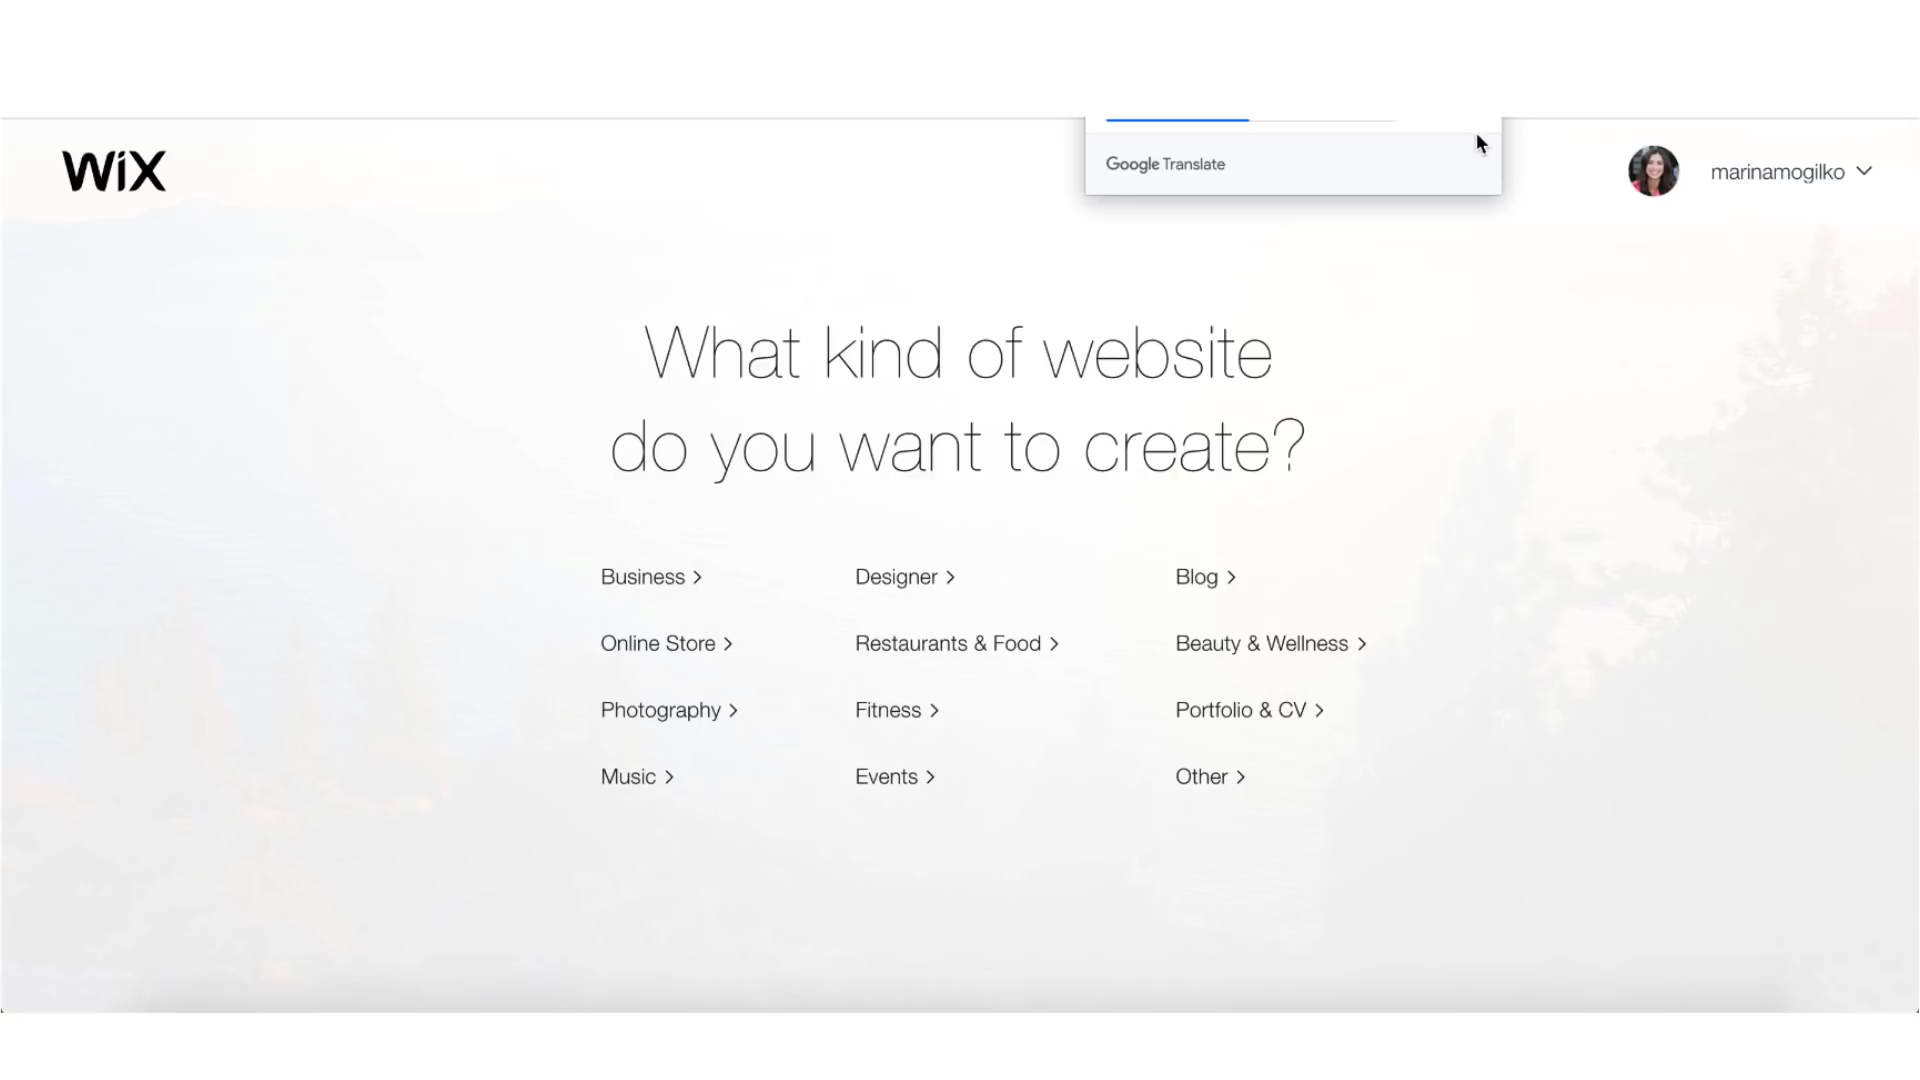 WiX
Google Translate
marinamogilko
What kind of website
do you want to create?
Business >
Designer >
Blog >
Online Store >
Restaurants & Food >
Beauty & Wellness >
Photography >
Fitness >
Portfolio & CV >
Music >
Events >
Other >